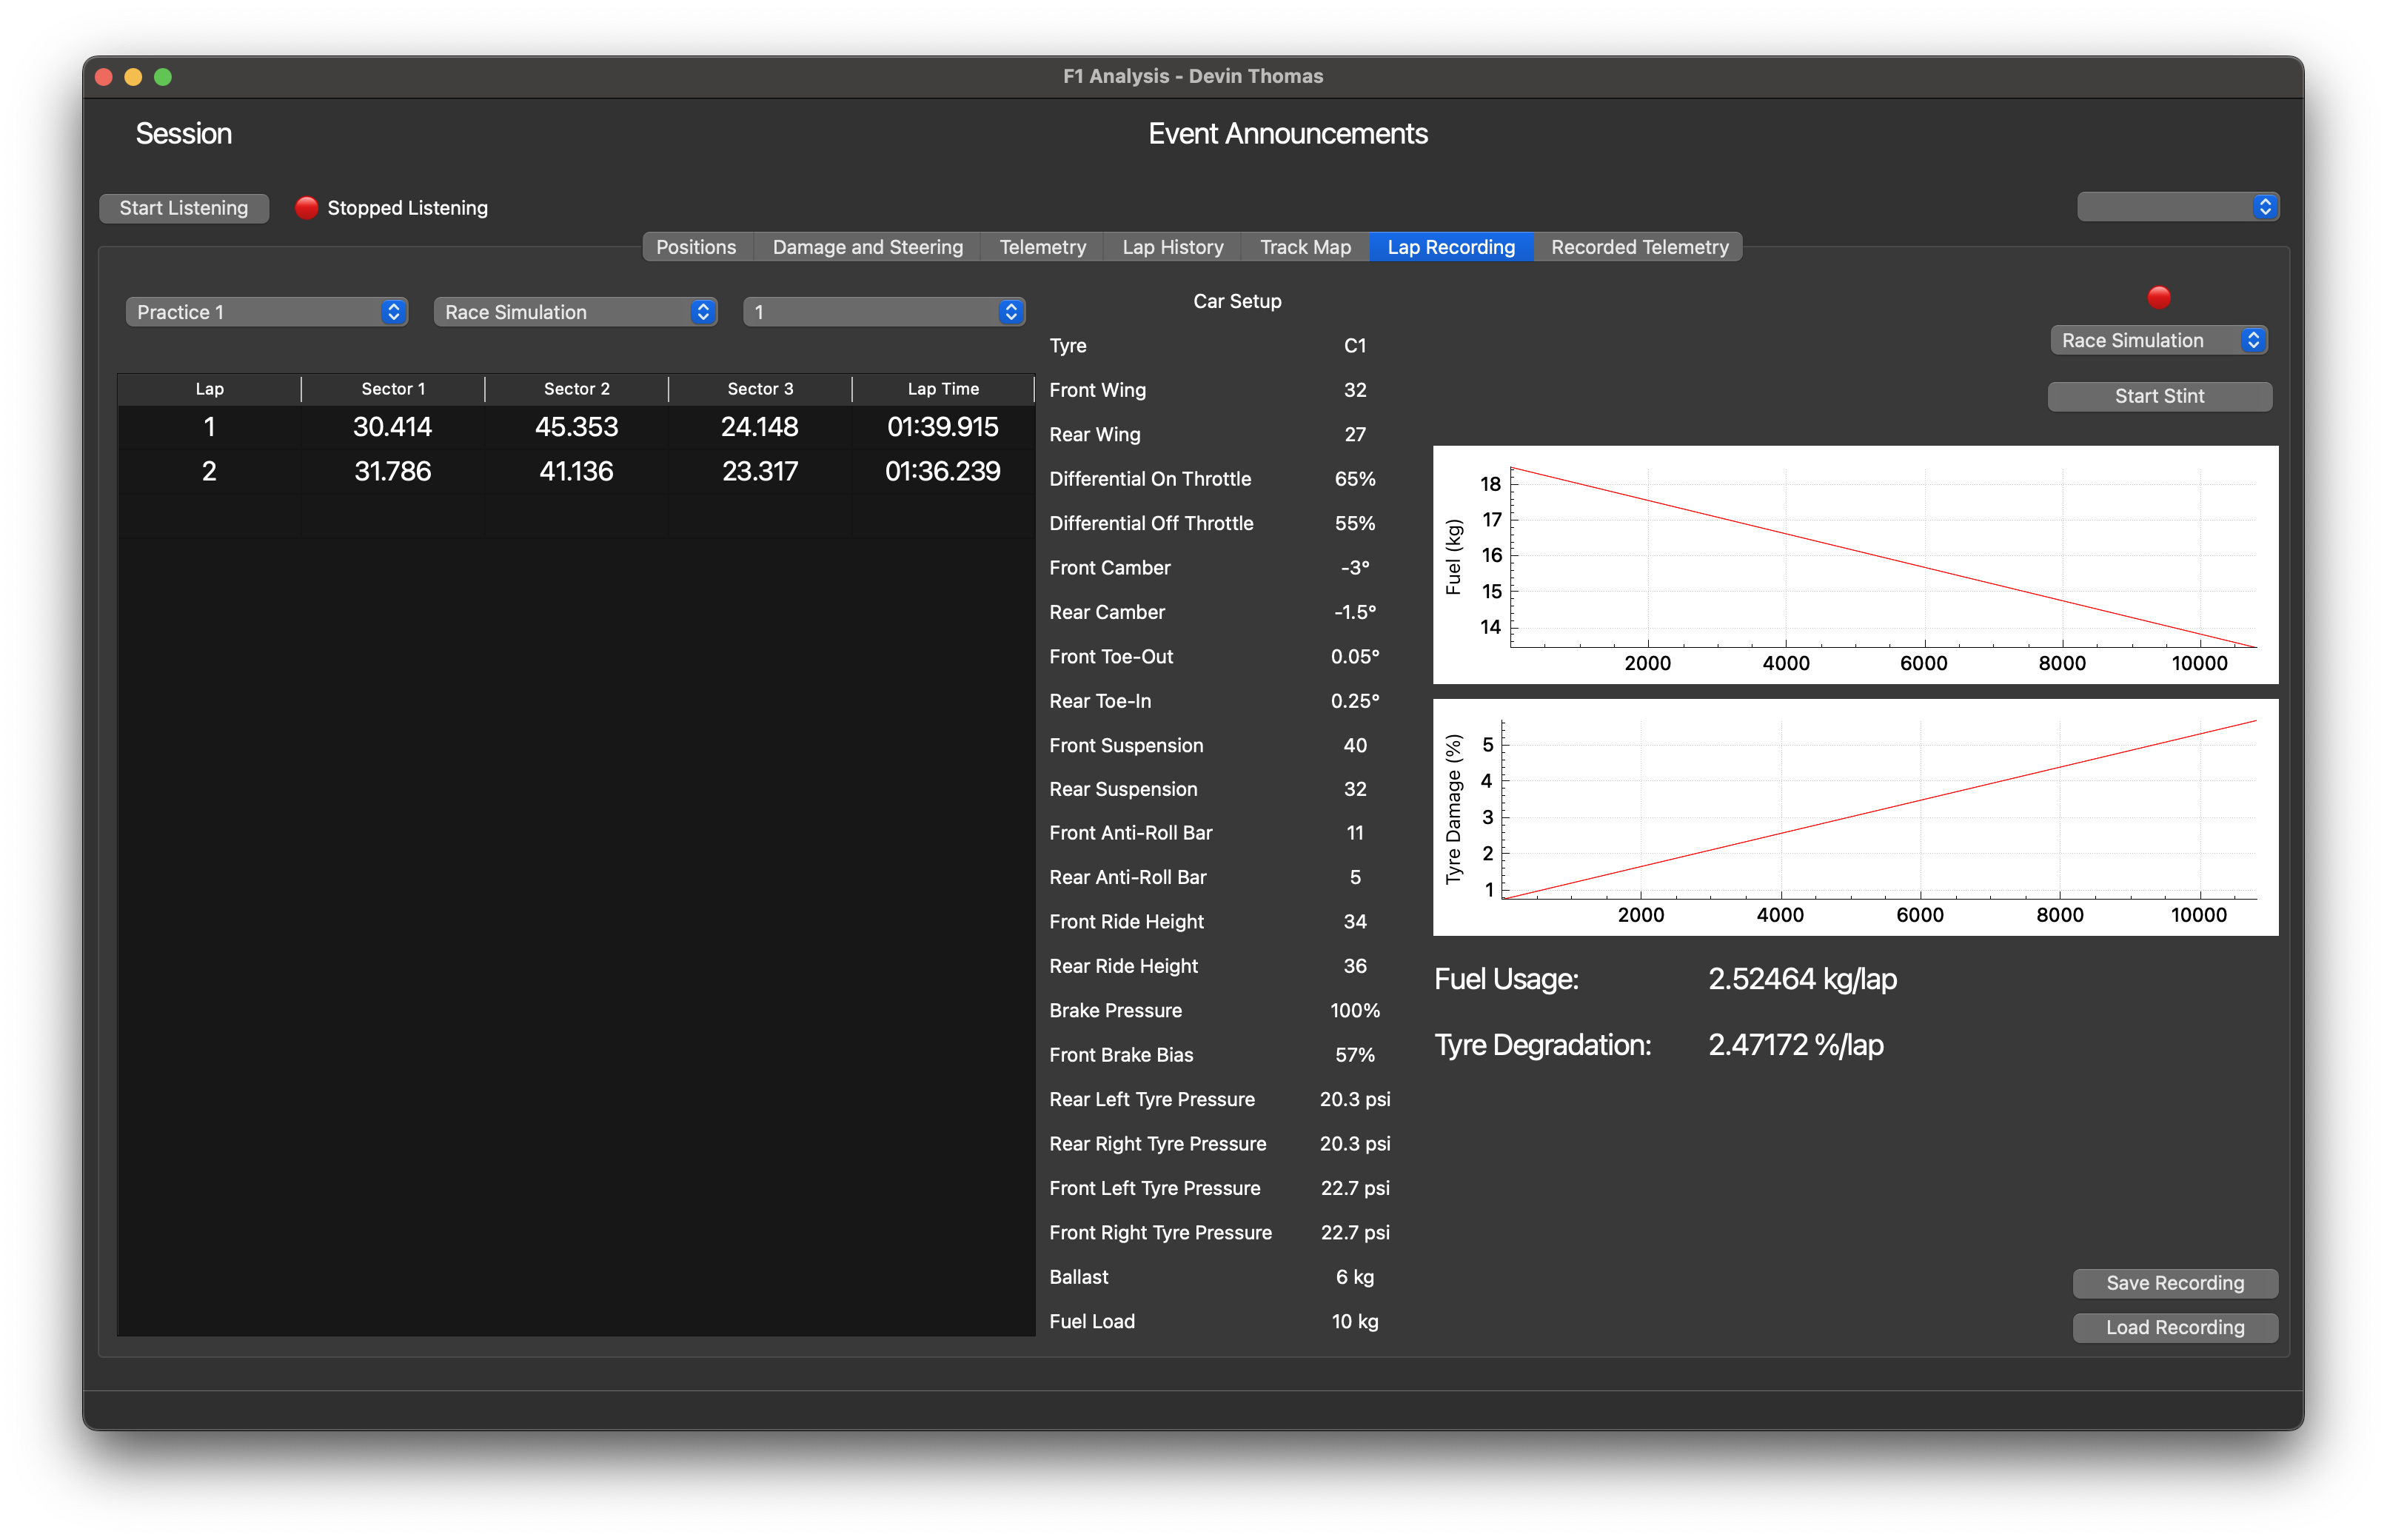 F1 Analysis - Devin Thomas
Session
Event Announcements
Start Listening
Stopped Listening
Positions Damage and Steering Telemetry Lap History Track Map Lap Recording Recorded Telemetry
Practice 1 Race Simulation 1
Lap Sector 1 Sector 2 Sector 3 Lap Time
1 30.414 45.353 24.148 01:39.915
2 31.786 41.136 23.317 01:36.239
Car Setup
Tyre C1
Front Wing 32
Rear Wing 27
Differential On Throttle 65%
Differential Off Throttle 55%
Front Camber -3°
Rear Camber -1.5°
Front Toe-Out 0.05°
Rear Toe-In 0.25°
Front Suspension 40
Rear Suspension 32
Front Anti-Roll Bar 11
Rear Anti-Roll Bar 5
Front Ride Height 34
Rear Ride Height 36
Brake Pressure 100%
Front Brake Bias 57%
Rear Left Tyre Pressure 20.3 psi
Rear Right Tyre Pressure 20.3 psi
Front Left Tyre Pressure 22.7 psi
Front Right Tyre Pressure 22.7 psi
Ballast 6 kg
Fuel Load 10 kg
Race Simulation
Start Stint
Fuel (kg)
18
17
16
15
14
2000 4000 6000 8000 10000
Tyre Damage (%)
5
4
3
2
1
2000 4000 6000 8000 10000
Fuel Usage: 2.52464 kg/lap
Tyre Degradation: 2.47172 %/lap
Save Recording
Load Recording